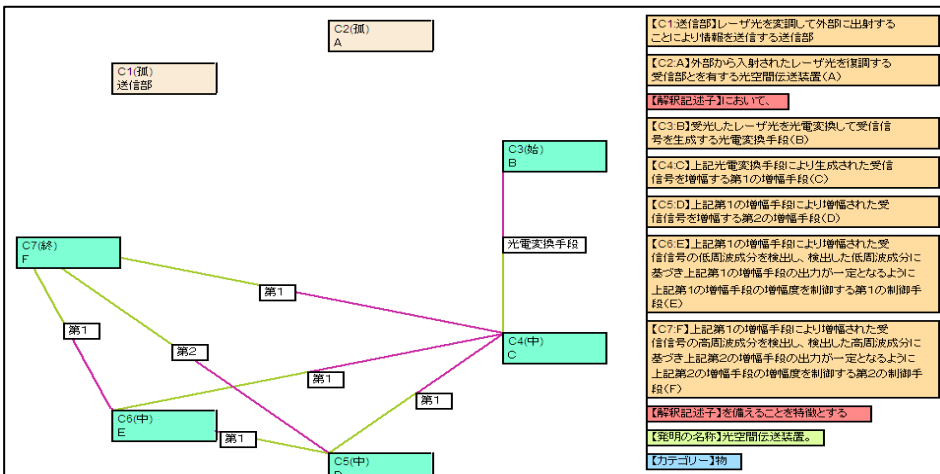 C2(孤)
A
C1(孤)
送信部
C3(始)
B
光電変換手段
C7(終)
F
第1
第1
第2
C4(中)
C
第1
第1
C6(中)
E
第1
C5(中)
D
【C1:送信部】レーザ光を変調して外部に出射する
ことにより情報を送信する送信部
【C2:A】外部から入射されたレーザ光を復調する
受信部とを有する光空間伝送装置(A)
【解釈記述子】において、
【C3:B】受光したレーザ光を光電変換して受信信
号を生成する光電変換手段(B)
【C4:C】上記光電変換手段により生成された受信
信号を増幅する第1の増幅手段(C)
【C5:D】上記第1の増幅手段により増幅された受
信信号を増幅する第2の増幅手段(D)
【C6:E】上記第1の増幅手段により増幅された受
信信号の低周波成分を検出し、検出した低周波成分に
基づき上記第1の増幅手段の出力が一定となるように
上記第1の増幅手段の増幅度を制御する第1の制御手
段(E)
【C7:F】上記第1の増幅手段により増幅された受
信信号の高周波成分を検出し、検出した高周波成分に
基づき上記第2の増幅手段の出力が一定となるように
上記第2の増幅手段の増幅度を制御する第2の制御手
段(F)
【解釈記述子】を備えることを特徴とする
【発明の名称】光空間伝送装置。
【カテゴリー】物